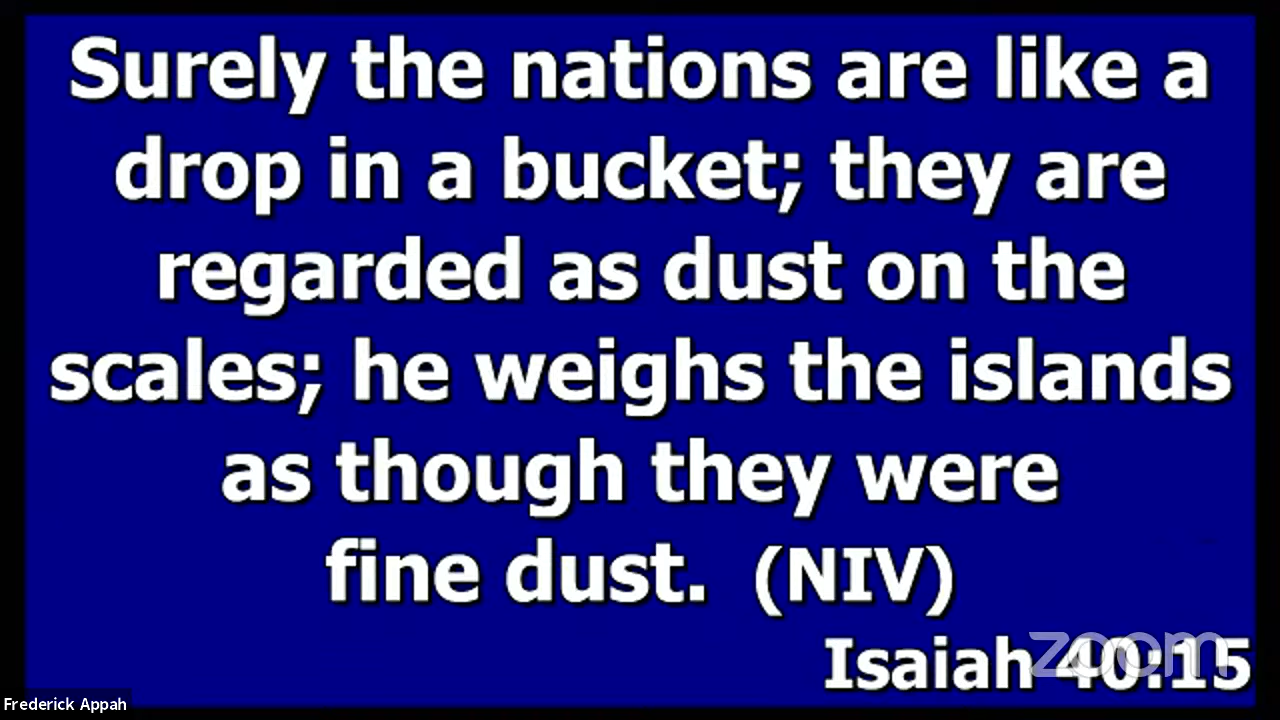 Surely the nations are like a
drop in a bucket; they are
regarded as dust on the
scales; he weighs the islands
as though they were
fine dust. (NIV)
Isaiah 40:15
zoom
Frederick Appah